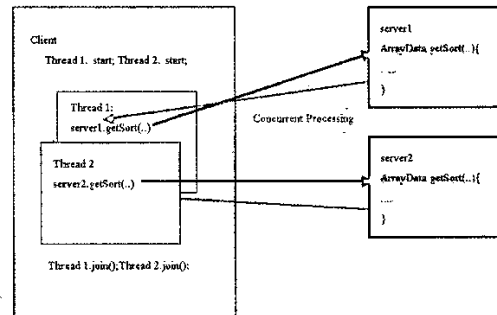 Client
Thread 1. start; Thread 2. start;
Thread 1:
server1.getSort(..)
Thread 2
server2.getSort(..)
Thread 1.join();Thread 2.join();
Concurrent Processing
server1
ArrayData getSort(..){
....
}
server2
ArrayData getSort(..){
....
}